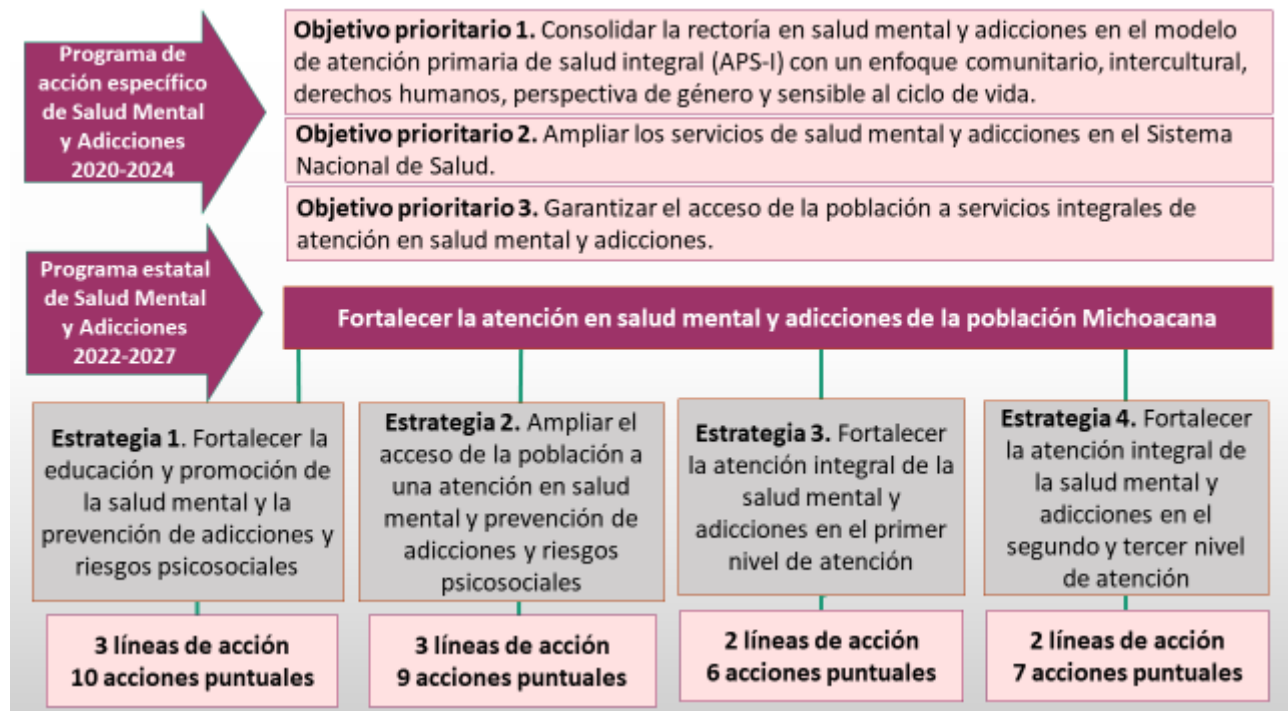 Programa de
acción específico
de Salud Mental
y Adicciones
2020-2024
Objetivo prioritario 1. Consolidar la rectoría en salud mental y adicciones en el modelo
de atención primaria de salud integral (APS-I) con un enfoque comunitario, intercultural,
derechos humanos, perspectiva de género y sensible al ciclo de vida.
Objetivo prioritario 2. Ampliar los servicios de salud mental y adicciones en el Sistema
Nacional de Salud.
Objetivo prioritario 3. Garantizar el acceso de la población a servicios integrales de
atención en salud mental y adicciones.
Programa estatal
de Salud Mental
y Adicciones
2022-2027
Fortalecer la atención en salud mental y adicciones de la población Michoacana
Estrategia 1. Fortalecer la
educación y promoción de
la salud mental y la
prevención de adicciones y
riesgos psicosociales
3 líneas de acción
10 acciones puntuales
Estrategia 2. Ampliar el
acceso de la población a
una atención en salud
mental y prevención de
adicciones y riesgos
psicosociales
3 líneas de acción
9 acciones puntuales
Estrategia 3. Fortalecer
la atención integral de la
salud mental y
adicciones en el primer
nivel de atención
2 líneas de acción
6 acciones puntuales
Estrategia 4. Fortalecer
la atención integral de
la salud mental y
adicciones en el
segundo y tercer nivel
de atención
2 líneas de acción
7 acciones puntuales